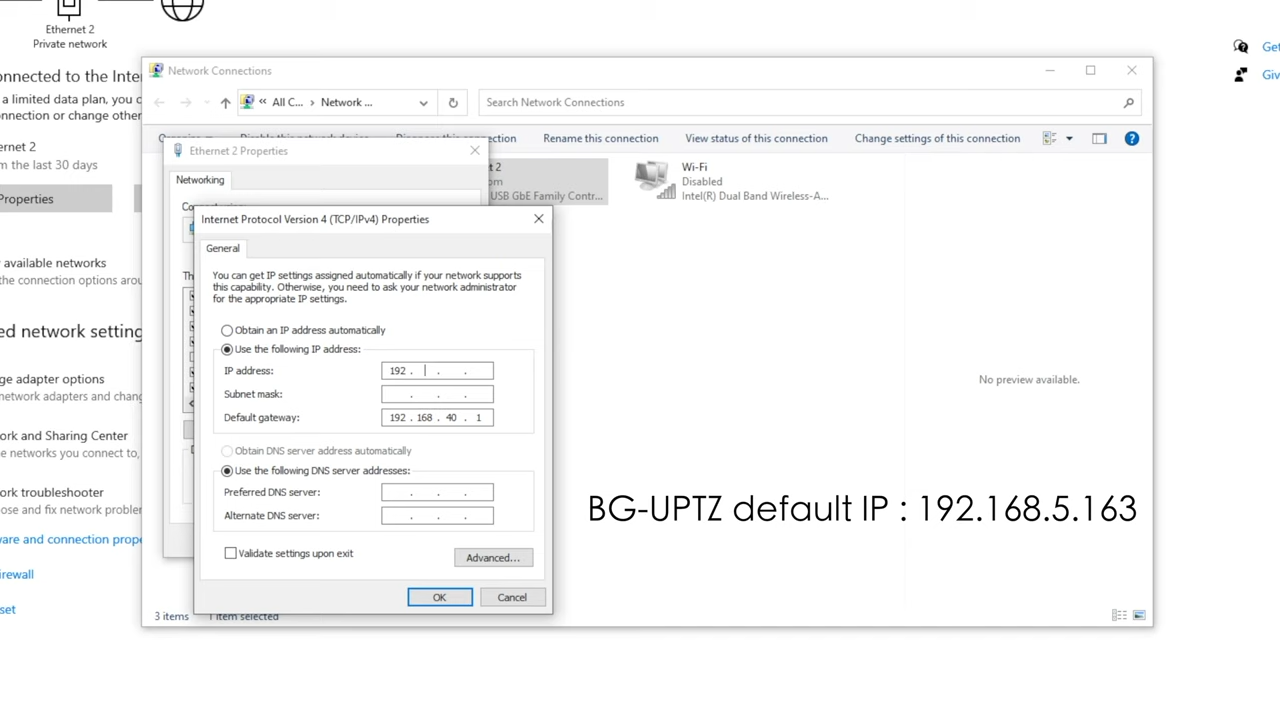 Ethernet 2
Private network
onnected to the Inte
a limited data plan, you c
onnection or change other
rnet 2
m the last 30 days
Properties
available networks
the connection options arou
ed network setting
ge adapter options
network adapters and chang
ork and Sharing Center
e networks you connect to,
ork troubleshooter
ose and fix network probler
ware and connection prope
irewall
set
Get
Giv
Network Connections
« All C... › Network ...
Search Network Connections
Rename this connection
View status of this connection
Change settings of this connection
Ethernet 2 Properties
Networking
Co
Th
t 2
om
USB GbE Family Contr...
Wi-Fi
Disabled
Intel(R) Dual Band Wireless-A...
No preview available.
Internet Protocol Version 4 (TCP/IPv4) Properties
General
You can get IP settings assigned automatically if your network supports
this capability. Otherwise, you need to ask your network administrator
for the appropriate IP settings.
Obtain an IP address automatically
Use the following IP address:
IP address: 192 . . .
Subnet mask: . . .
Default gateway: 192 . 168 . 40 . 1
Obtain DNS server address automatically
Use the following DNS server addresses:
Preferred DNS server: . . .
Alternate DNS server: . . .
Validate settings upon exit
Advanced...
OK
Cancel
BG-UPTZ default IP : 192.168.5.163
3 items
1 item selected